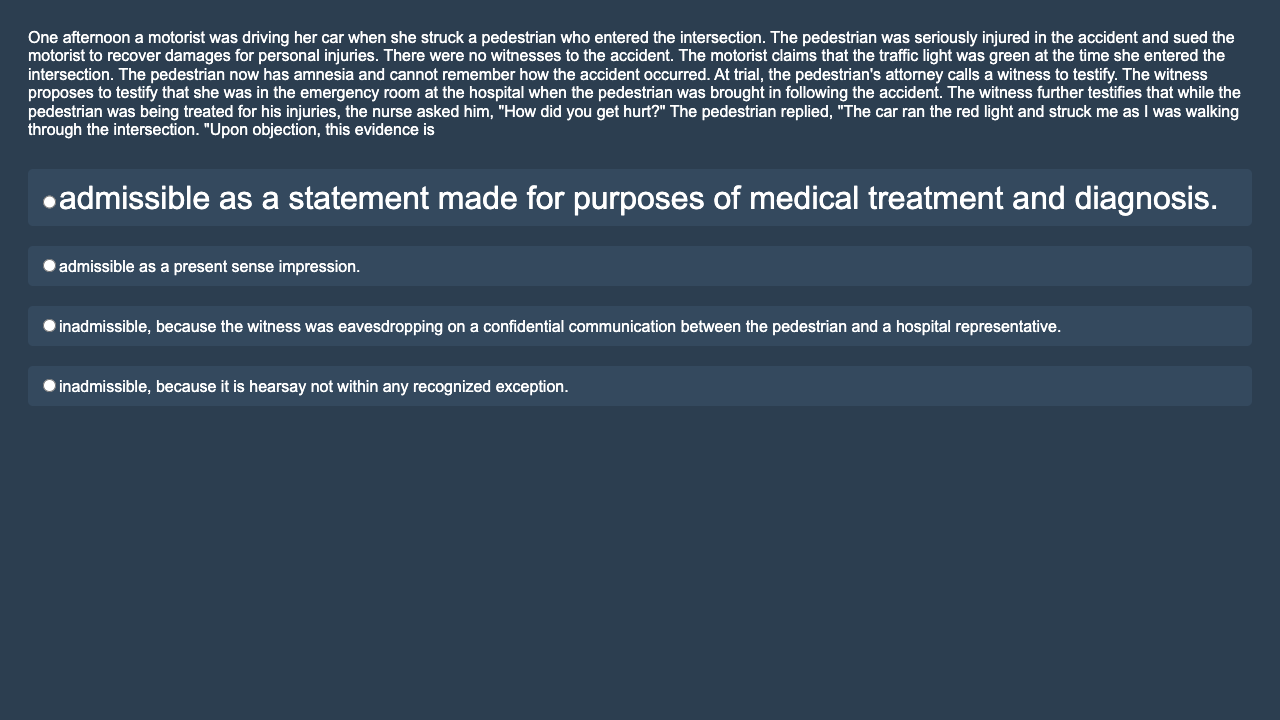 One afternoon a motorist was driving her car when she struck a pedestrian who entered the intersection. The pedestrian was seriously injured in the accident and sued the
motorist to recover damages for personal injuries. There were no witnesses to the accident. The motorist claims that the traffic light was green at the time she entered the
intersection. The pedestrian now has amnesia and cannot remember how the accident occurred. At trial, the pedestrian's attorney calls a witness to testify. The witness
proposes to testify that she was in the emergency room at the hospital when the pedestrian was brought in following the accident. The witness further testifies that while the
pedestrian was being treated for his injuries, the nurse asked him, "How did you get hurt?" The pedestrian replied, "The car ran the red light and struck me as I was walking
through the intersection. "Upon objection, this evidence is
admissible as a statement made for purposes of medical treatment and diagnosis.
admissible as a present sense impression.
inadmissible, because the witness was eavesdropping on a confidential communication between the pedestrian and a hospital representative.
inadmissible, because it is hearsay not within any recognized exception.